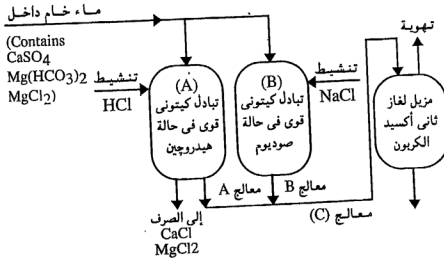 ماء خام داخل
(Contains
CaSO4
Mg(HCO3)2
MgCl2)
تنشيط
HCl
(A)
تبادل كيتونى
قوى فى حالة
هيدروچين
(B)
تبادل كيتونى
قوى فى حالة
صوديوم
تنشيط
NaCl
تهوية
مزيل لغاز
ثانى أكسيد
الكربون
معالج A
معالج B
معالج (C)
إلى الصرف
CaCl
MgCl2